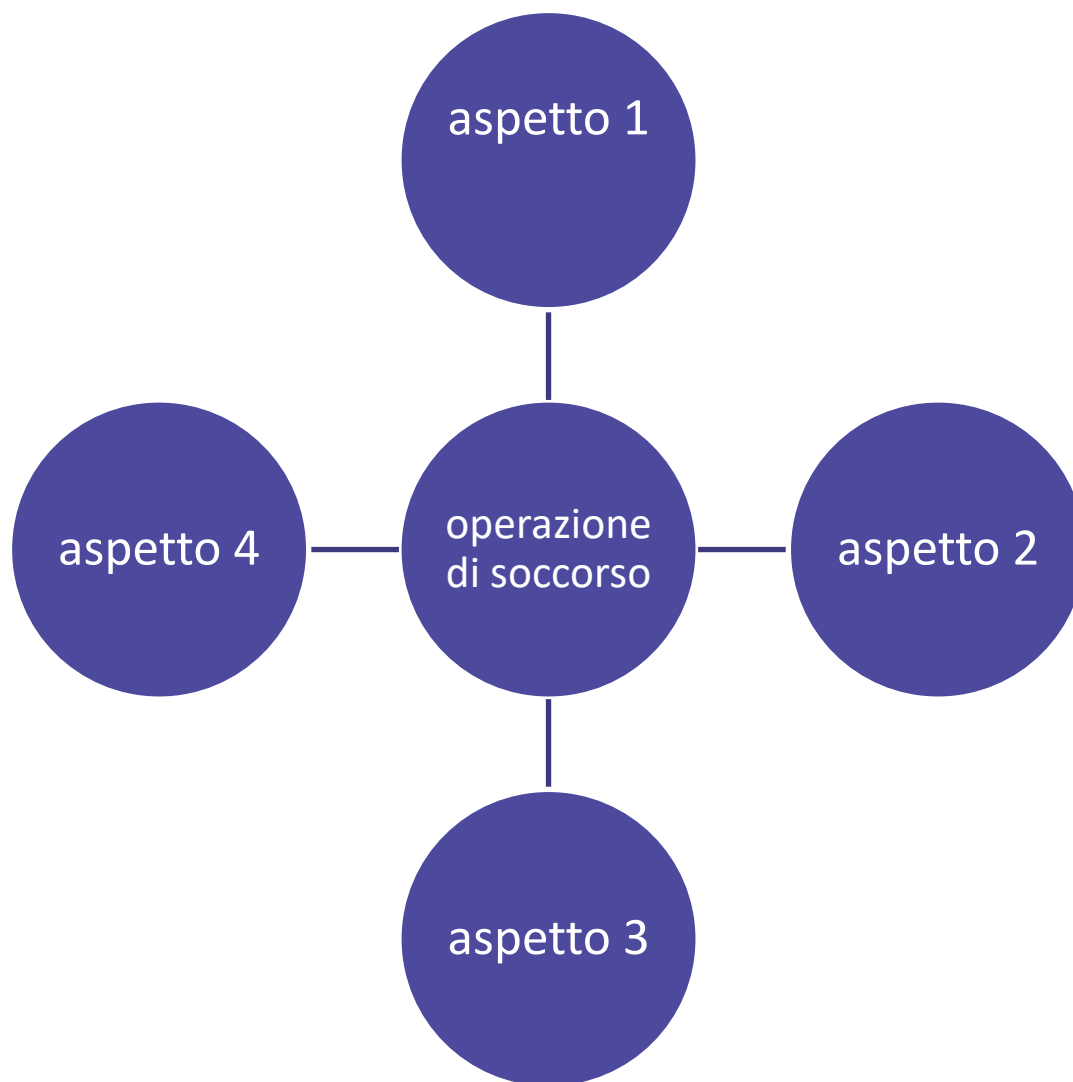 aspetto 1
aspetto 4
operazione
di soccorso
aspetto 2
aspetto 3